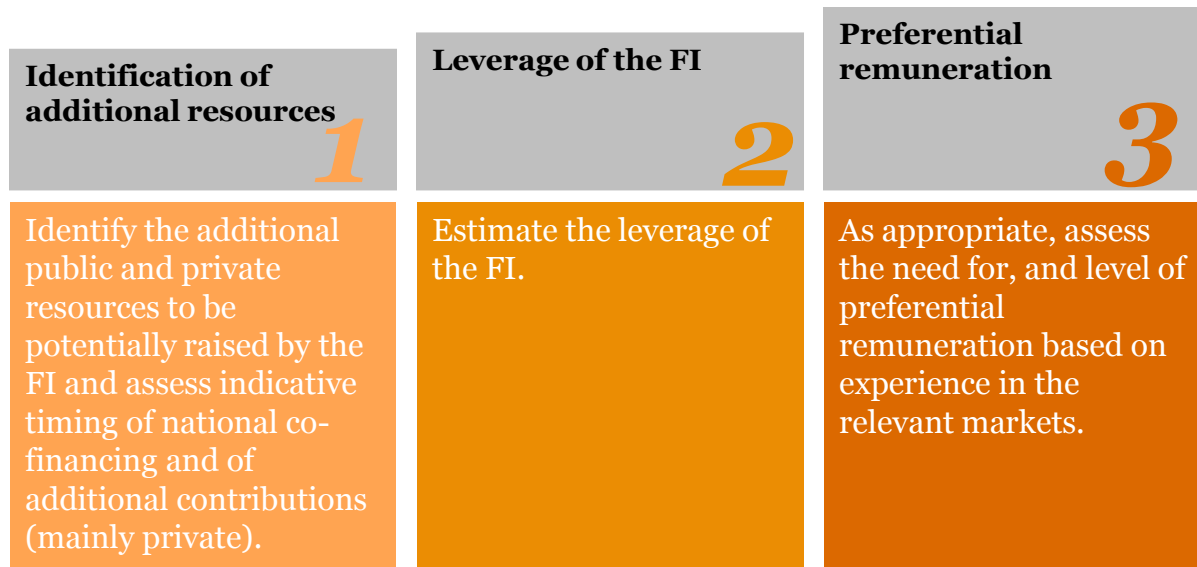 Identification of
additional resources
1
Identify the additional
public and private
resources to be
potentially raised by the
FI and assess indicative
timing of national co-
financing and of
additional contributions
(mainly private).
Leverage of the FI
2
Estimate the leverage of
the FI.
Preferential
remuneration
3
As appropriate, assess
the need for, and level of
preferential
remuneration based on
experience in the
relevant markets.